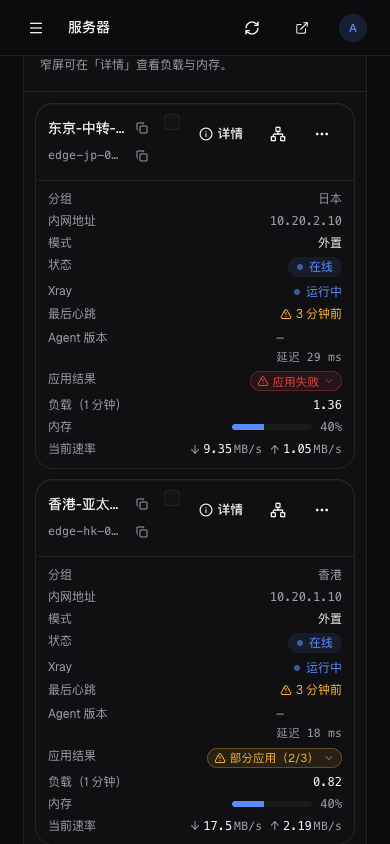 服务器
A
窄屏可在「详情」查看负载与内存。
东京-中转-...
详情
edge-jp-0...
分组 日本
内网地址 10.20.2.10
模式 外置
状态 在线
Xray 运行中
最后心跳 3 分钟前
Agent 版本 —
延迟 29 ms
应用结果 应用失败
负载（1 分钟） 1.36
内存 40%
当前速率 ↓ 9.35 MB/s ↑ 1.05 MB/s
香港-亚太...
详情
edge-hk-0...
分组 香港
内网地址 10.20.1.10
模式 外置
状态 在线
Xray 运行中
最后心跳 3 分钟前
Agent 版本 —
延迟 18 ms
应用结果 部分应用（2/3）
负载（1 分钟） 0.82
内存 40%
当前速率 ↓ 17.5 MB/s ↑ 2.19 MB/s